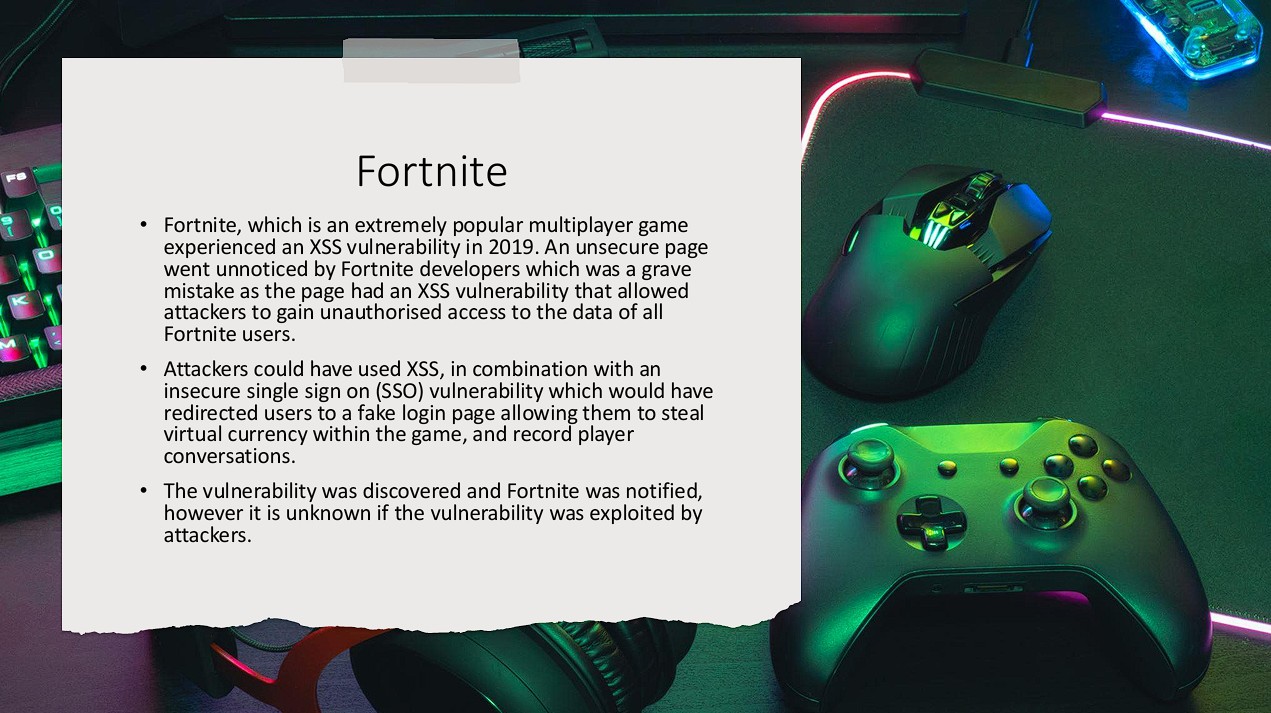 Fortnite
• Fortnite, which is an extremely popular multiplayer game
experienced an XSS vulnerability in 2019. An unsecure page
went unnoticed by Fortnite developers which was a grave
mistake as the page had an XSS vulnerability that allowed
attackers to gain unauthorised access to the data of all
Fortnite users.
• Attackers could have used XSS, in combination with an
insecure single sign on (SSO) vulnerability which would have
redirected users to a fake login page allowing them to steal
virtual currency within the game, and record player
conversations.
• The vulnerability was discovered and Fortnite was notified,
however it is unknown if the vulnerability was exploited by
attackers.
F9
O
K
M